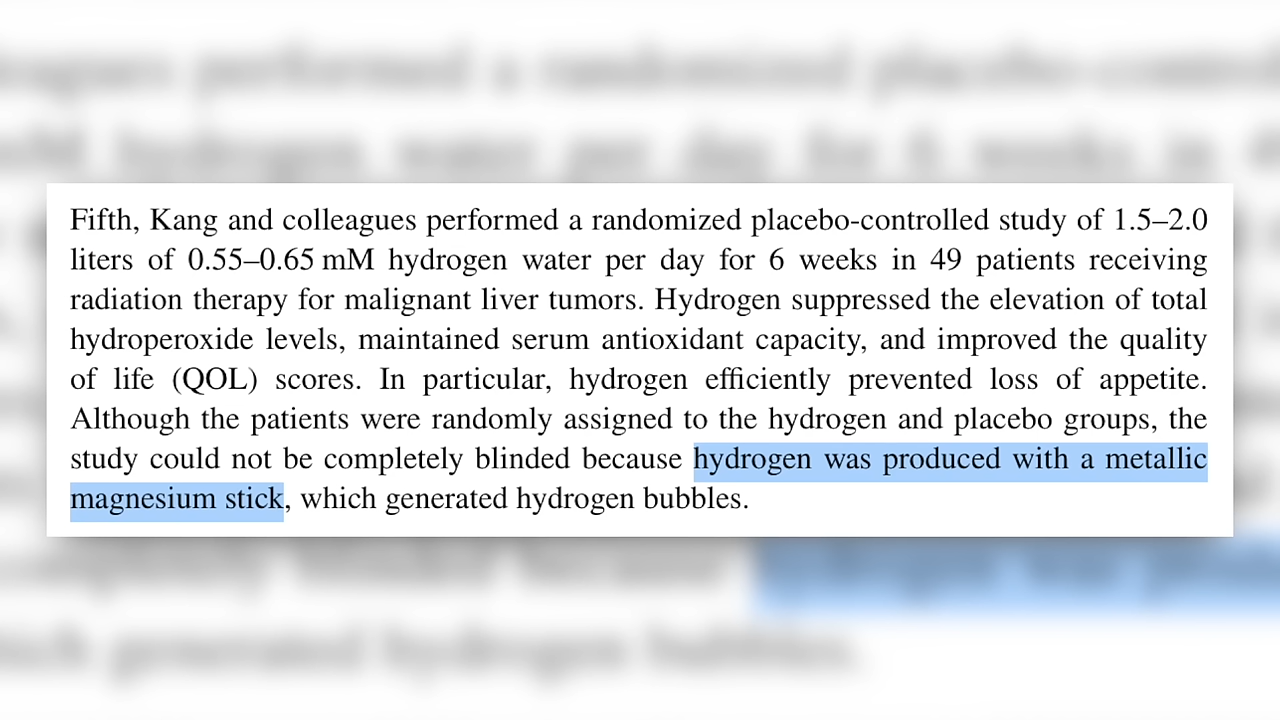 Fifth, Kang and colleagues performed a randomized placebo-controlled study of 1.5–2.0
liters of 0.55–0.65 mM hydrogen water per day for 6 weeks in 49 patients receiving
radiation therapy for malignant liver tumors. Hydrogen suppressed the elevation of total
hydroperoxide levels, maintained serum antioxidant capacity, and improved the quality
of life (QOL) scores. In particular, hydrogen efficiently prevented loss of appetite.
Although the patients were randomly assigned to the hydrogen and placebo groups, the
study could not be completely blinded because hydrogen was produced with a metallic
magnesium stick, which generated hydrogen bubbles.